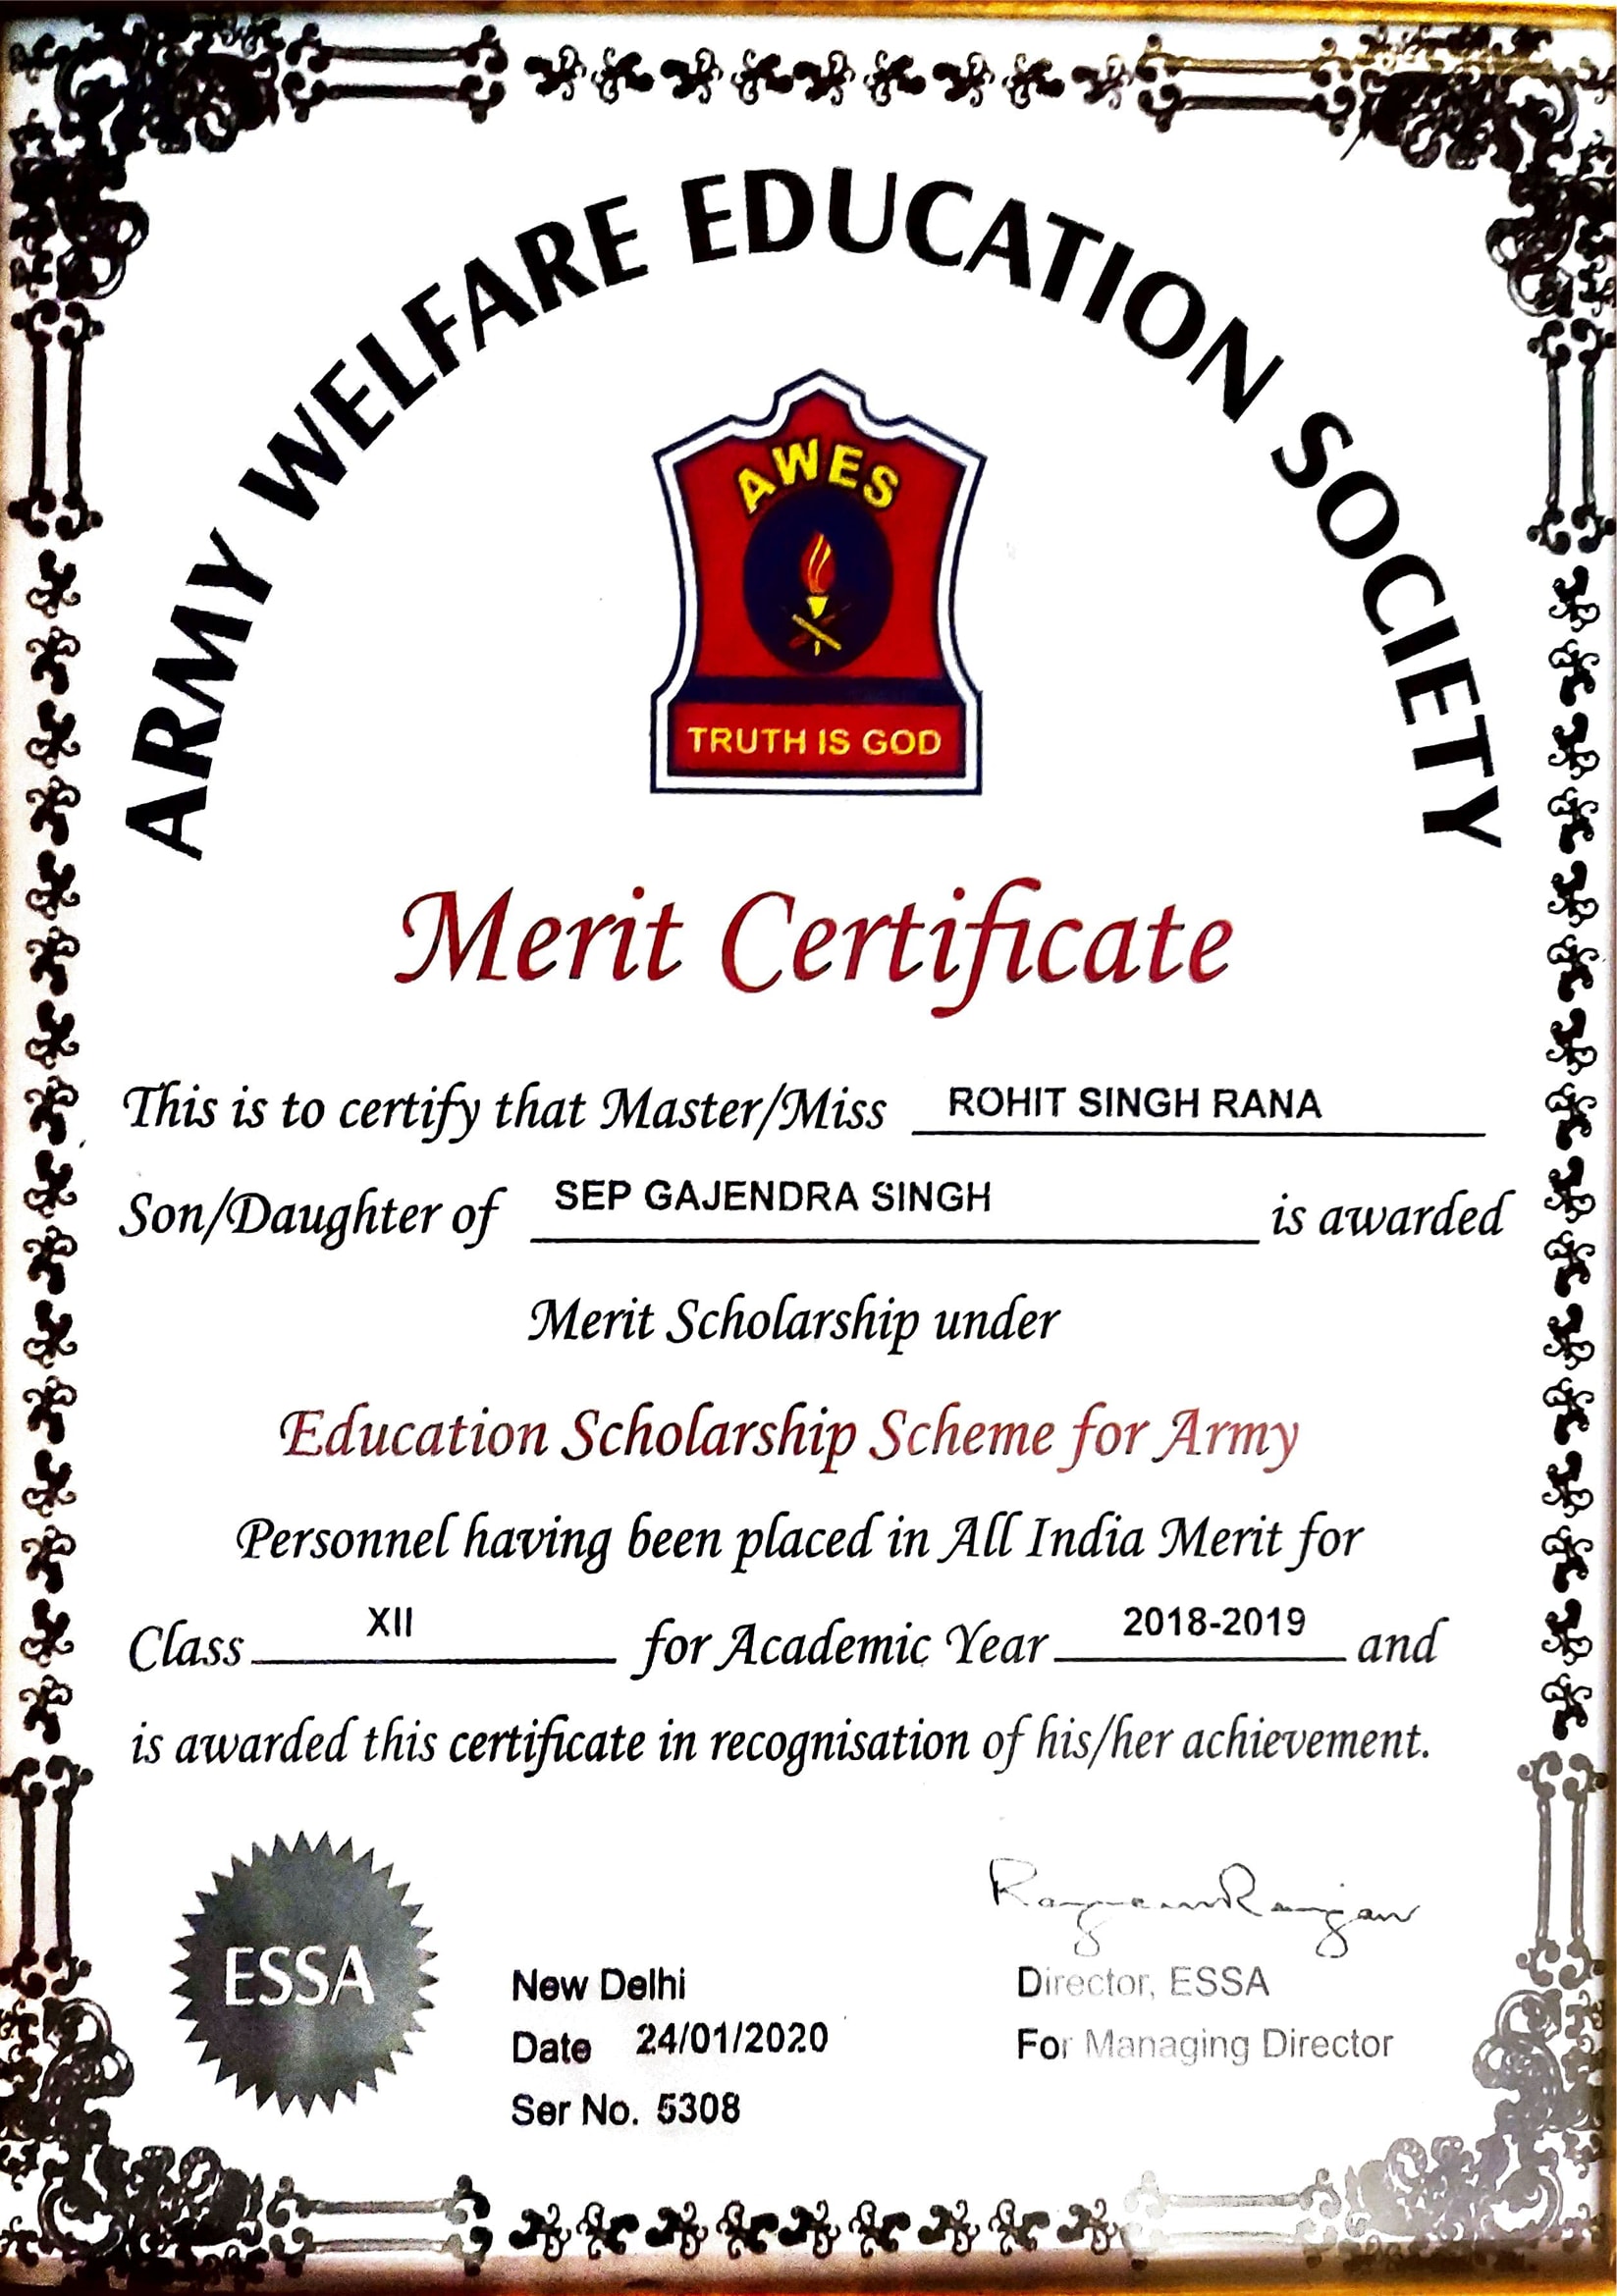 ARMY WELFARE EDUCATION SOCIETY
AWES
TRUTH IS GOD
Merit Certificate
This is to certify that Master/Miss ROHIT SINGH RANA
Son/Daughter of SEP GAJENDRA SINGH is awarded
Merit Scholarship under
Education Scholarship Scheme for Army
Personnel having been placed in All India Merit for
Class XII for Academic Year 2018-2019 and
is awarded this certificate in recognisation of his/her achievement.
ESSA
New Delhi
Date 24/01/2020
Ser No. 5308
Director, ESSA
For Managing Director